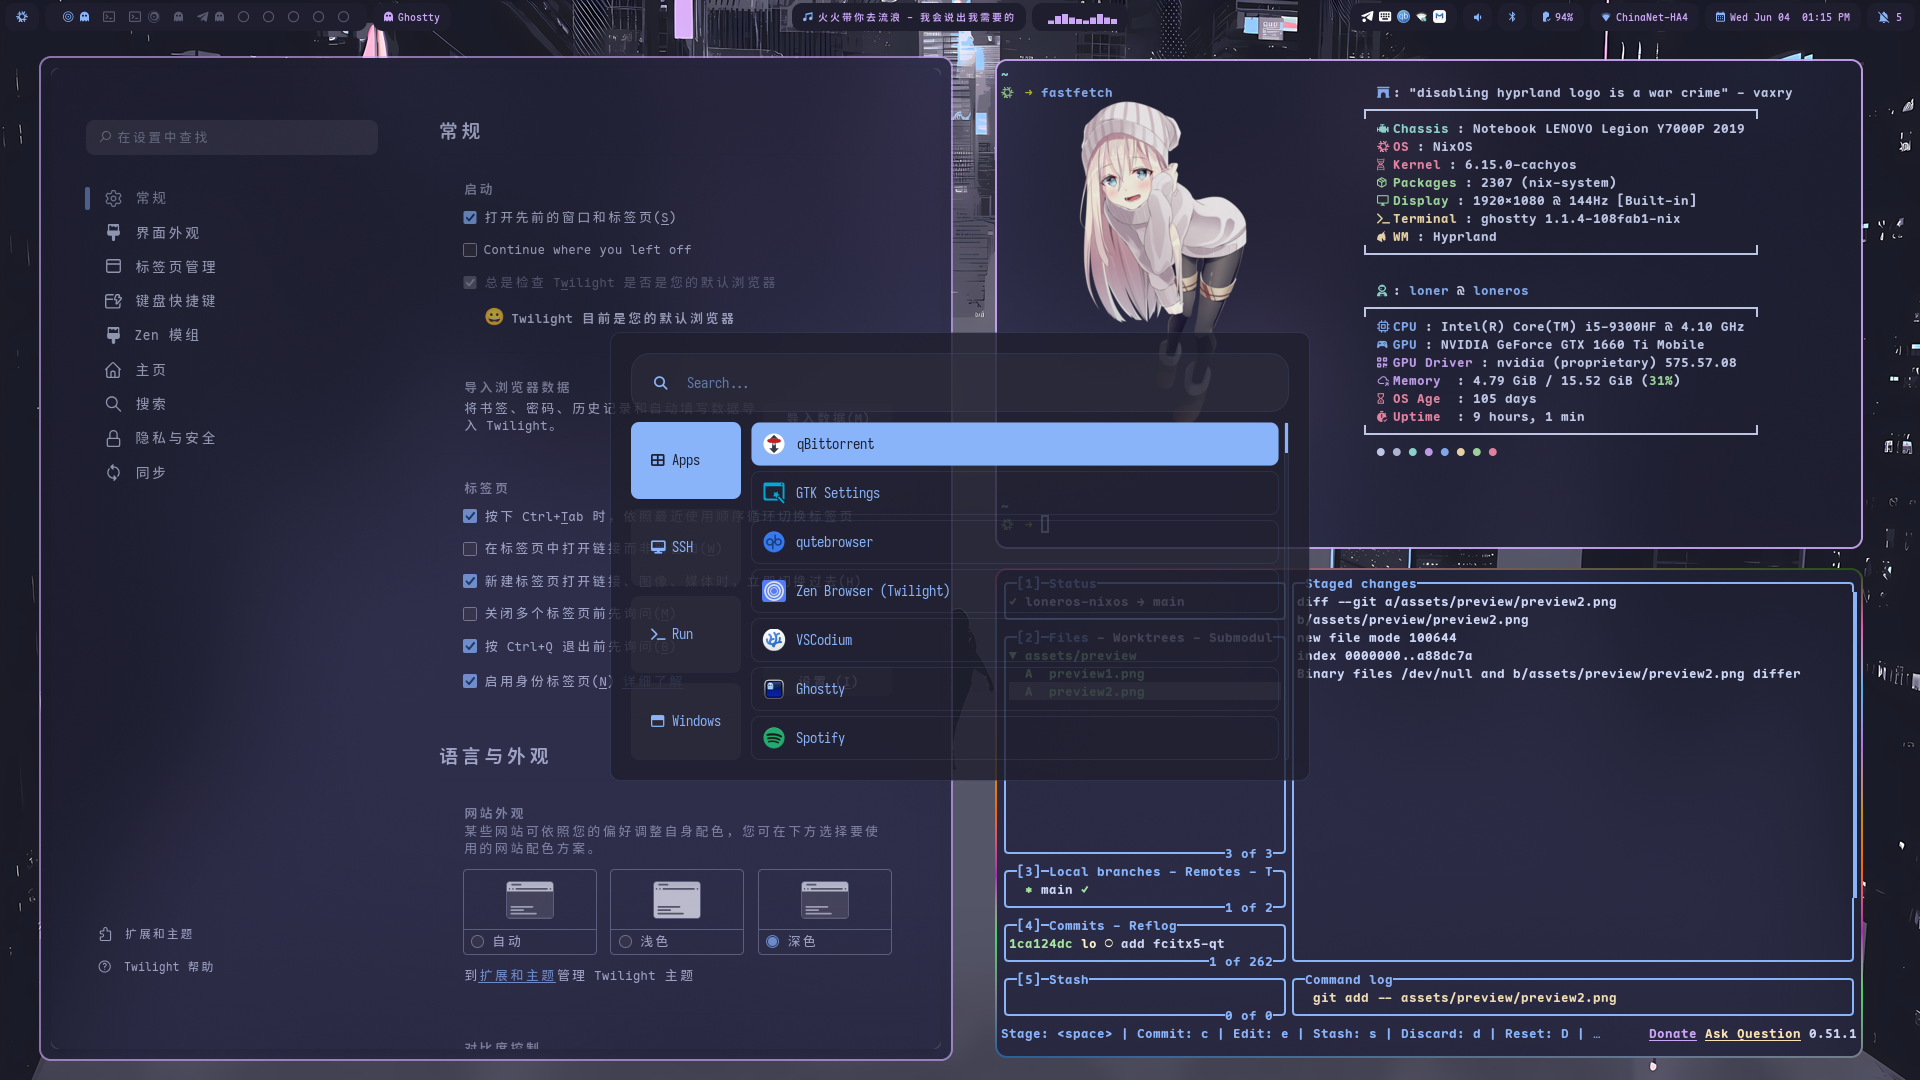 Ghostty
火火带你去流浪 - 我会说出我需要的
94%
ChinaNet-HA4
Wed Jun 04 01:15 PM
5
在设置中查找
常规
界面外观
标签页管理
键盘快捷键
Zen 模组
主页
搜索
隐私与安全
同步
扩展和主题
Twilight 帮助
常规
启动
打开先前的窗口和标签页(S)
Continue where you left off
总是检查 Twilight 是否是您的默认浏览器
Twilight 目前是您的默认浏览器
导入浏览器数据
将书签、密码、历史记录和自动填写数据导
入 Twilight。
导入数据(M)
标签页
按下 Ctrl+Tab 时，依照最近使用顺序循环切换标签页
在标签页中打开链接而非
新建标签页打开链接、图像、媒体时，立即切换过去(H)
关闭多个标签页前先询问(M)
按 Ctrl+Q 退出前先询问(B)
启用身份标签页(N) 详细了解
设置 (I)
语言与外观
网站外观
某些网站可依照您的偏好调整自身配色，您可在下方选择要使
用的网站配色方案。
自动
浅色
深色
到扩展和主题管理 Twilight 主题
对比度控制
Search...
Apps
SSH
Run
Windows
qBittorrent
GTK Settings
qutebrowser
Zen Browser (Twilight)
VSCodium
Ghostty
Spotify
~
→ fastfetch
: "disabling hyprland logo is a war crime" - vaxry
Chassis : Notebook LENOVO Legion Y7000P 2019
OS : NixOS
Kernel : 6.15.0-cachyos
Packages : 2307 (nix-system)
Display : 1920×1080 @ 144Hz [Built-in]
Terminal : ghostty 1.1.4-108fab1-nix
WM : Hyprland
: loner @ loneros
CPU : Intel(R) Core(TM) i5-9300HF @ 4.10 GHz
GPU : NVIDIA GeForce GTX 1660 Ti Mobile
GPU Driver : nvidia (proprietary) 575.57.08
Memory : 4.79 GiB / 15.52 GiB (31%)
OS Age : 105 days
Uptime : 9 hours, 1 min
~
→
[1]-Status
✓ loneros-nixos → main
[2]-Files - Worktrees - Submodul
▼ assets/preview
A preview1.png
A preview2.png
3 of 3
[3]-Local branches - Remotes - T
* main ✓
1 of 2
[4]-Commits - Reflog
1ca124dc lo ○ add fcitx5-qt
1 of 262
[5]-Stash
0 of 0
Staged changes
diff --git a/assets/preview/preview2.png
b/assets/preview/preview2.png
new file mode 100644
index 0000000..a88dc7a
Binary files /dev/null and b/assets/preview/preview2.png differ
Command log
git add -- assets/preview/preview2.png
Stage: <space> | Commit: c | Edit: e | Stash: s | Discard: d | Reset: D | …
Donate Ask Question 0.51.1